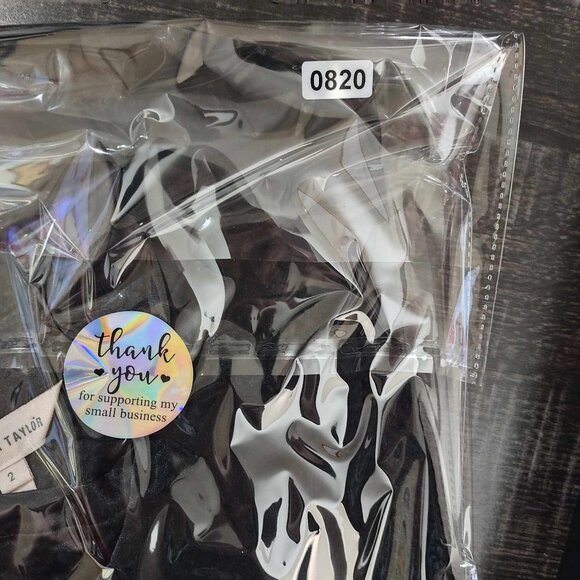 0820
thank
you
for supporting my
small business
TAYLOR
2